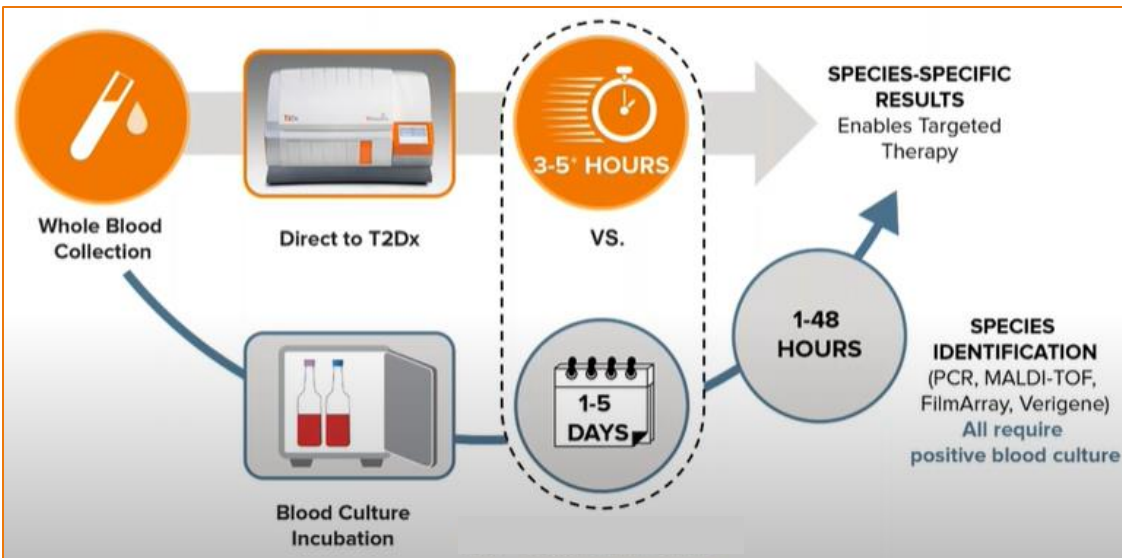 Whole Blood
Collection
Direct to T2Dx
3-5* HOURS
VS.
SPECIES-SPECIFIC
RESULTS
Enables Targeted
Therapy
Blood Culture
Incubation
1-5
DAYS
1-48
HOURS
SPECIES
IDENTIFICATION
(PCR, MALDI-TOF,
FilmArray, Verigene)
All require
positive blood culture